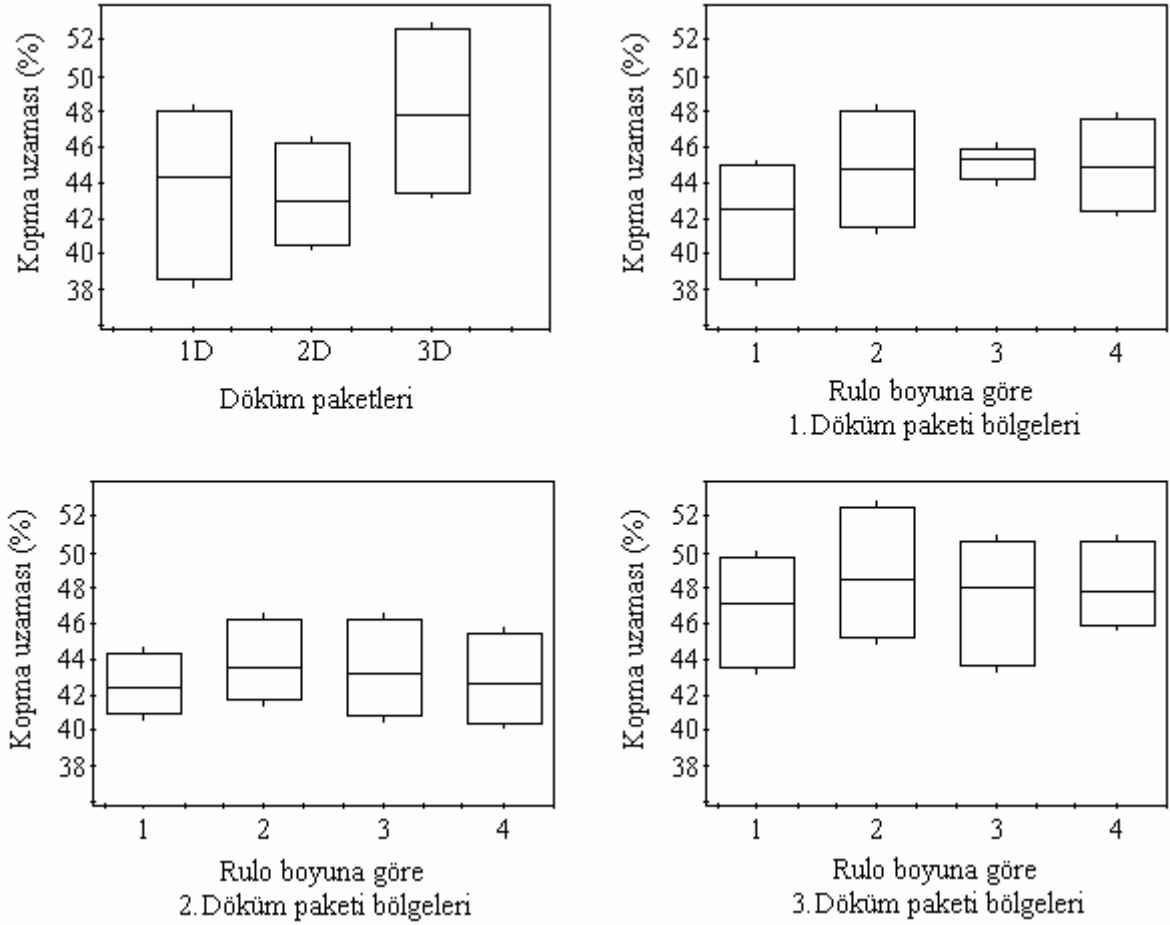 Kopma uzaması (%)
52
50
48
46
44
42
40
38
1D 2D 3D
Döküm paketleri
Kopma uzaması (%)
52
50
48
46
44
42
40
38
1 2 3 4
Rulo boyuna göre
1.Döküm paketi bölgeleri
Kopma uzaması (%)
52
50
48
46
44
42
40
38
1 2 3 4
Rulo boyuna göre
2.Döküm paketi bölgeleri
Kopma uzaması (%)
52
50
48
46
44
42
40
38
1 2 3 4
Rulo boyuna göre
3.Döküm paketi bölgeleri